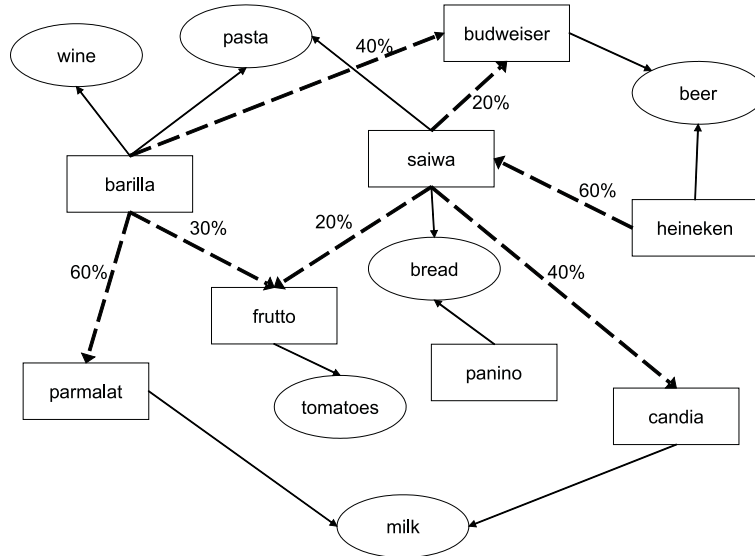 wine
pasta
40%
budweiser
20%
beer
barilla
saiwa
60%
heineken
30%
20%
60%
bread
40%
frutto
parmalat
tomatoes
panino
candia
milk